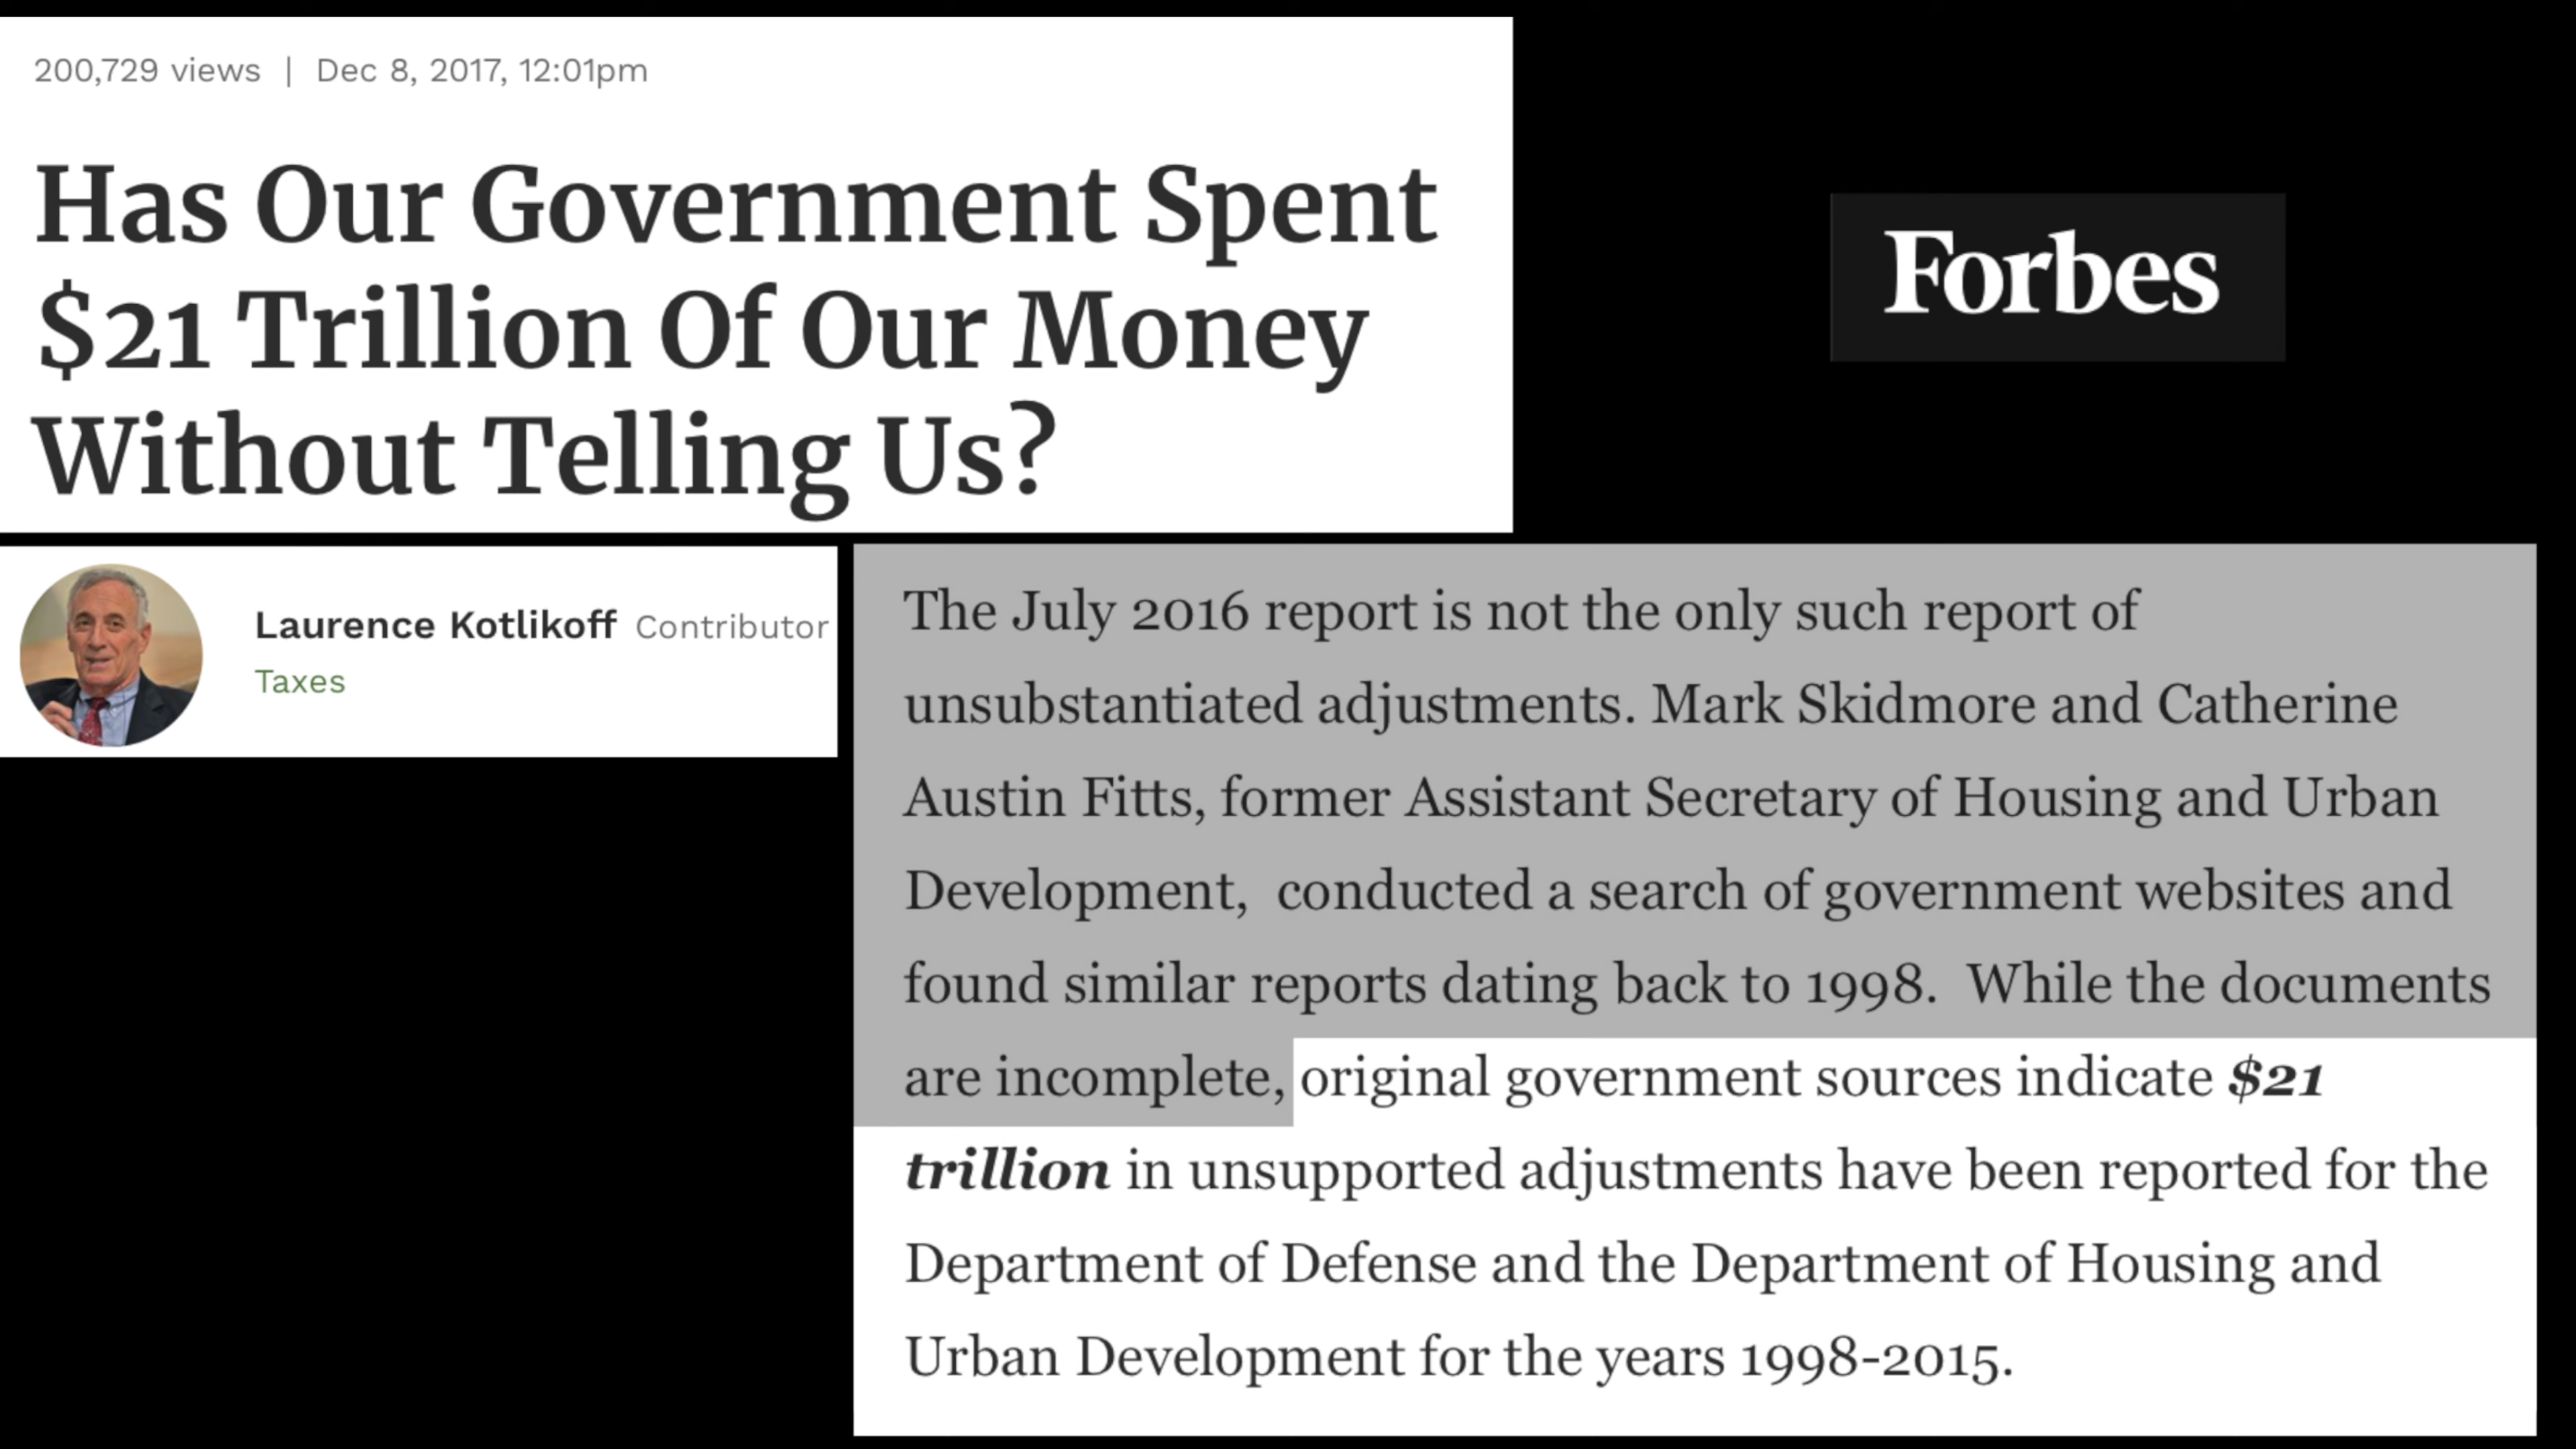 200,729 views | Dec 8, 2017, 12:01pm
Has Our Government Spent
$21 Trillion Of Our Money
Without Telling Us?
Forbes
Laurence Kotlikoff Contributor
Taxes
The July 2016 report is not the only such report of
unsubstantiated adjustments. Mark Skidmore and Catherine
Austin Fitts, former Assistant Secretary of Housing and Urban
Development,  conducted a search of government websites and
found similar reports dating back to 1998.  While the documents
are incomplete, original government sources indicate $21
trillion in unsupported adjustments have been reported for the
Department of Defense and the Department of Housing and
Urban Development for the years 1998-2015.